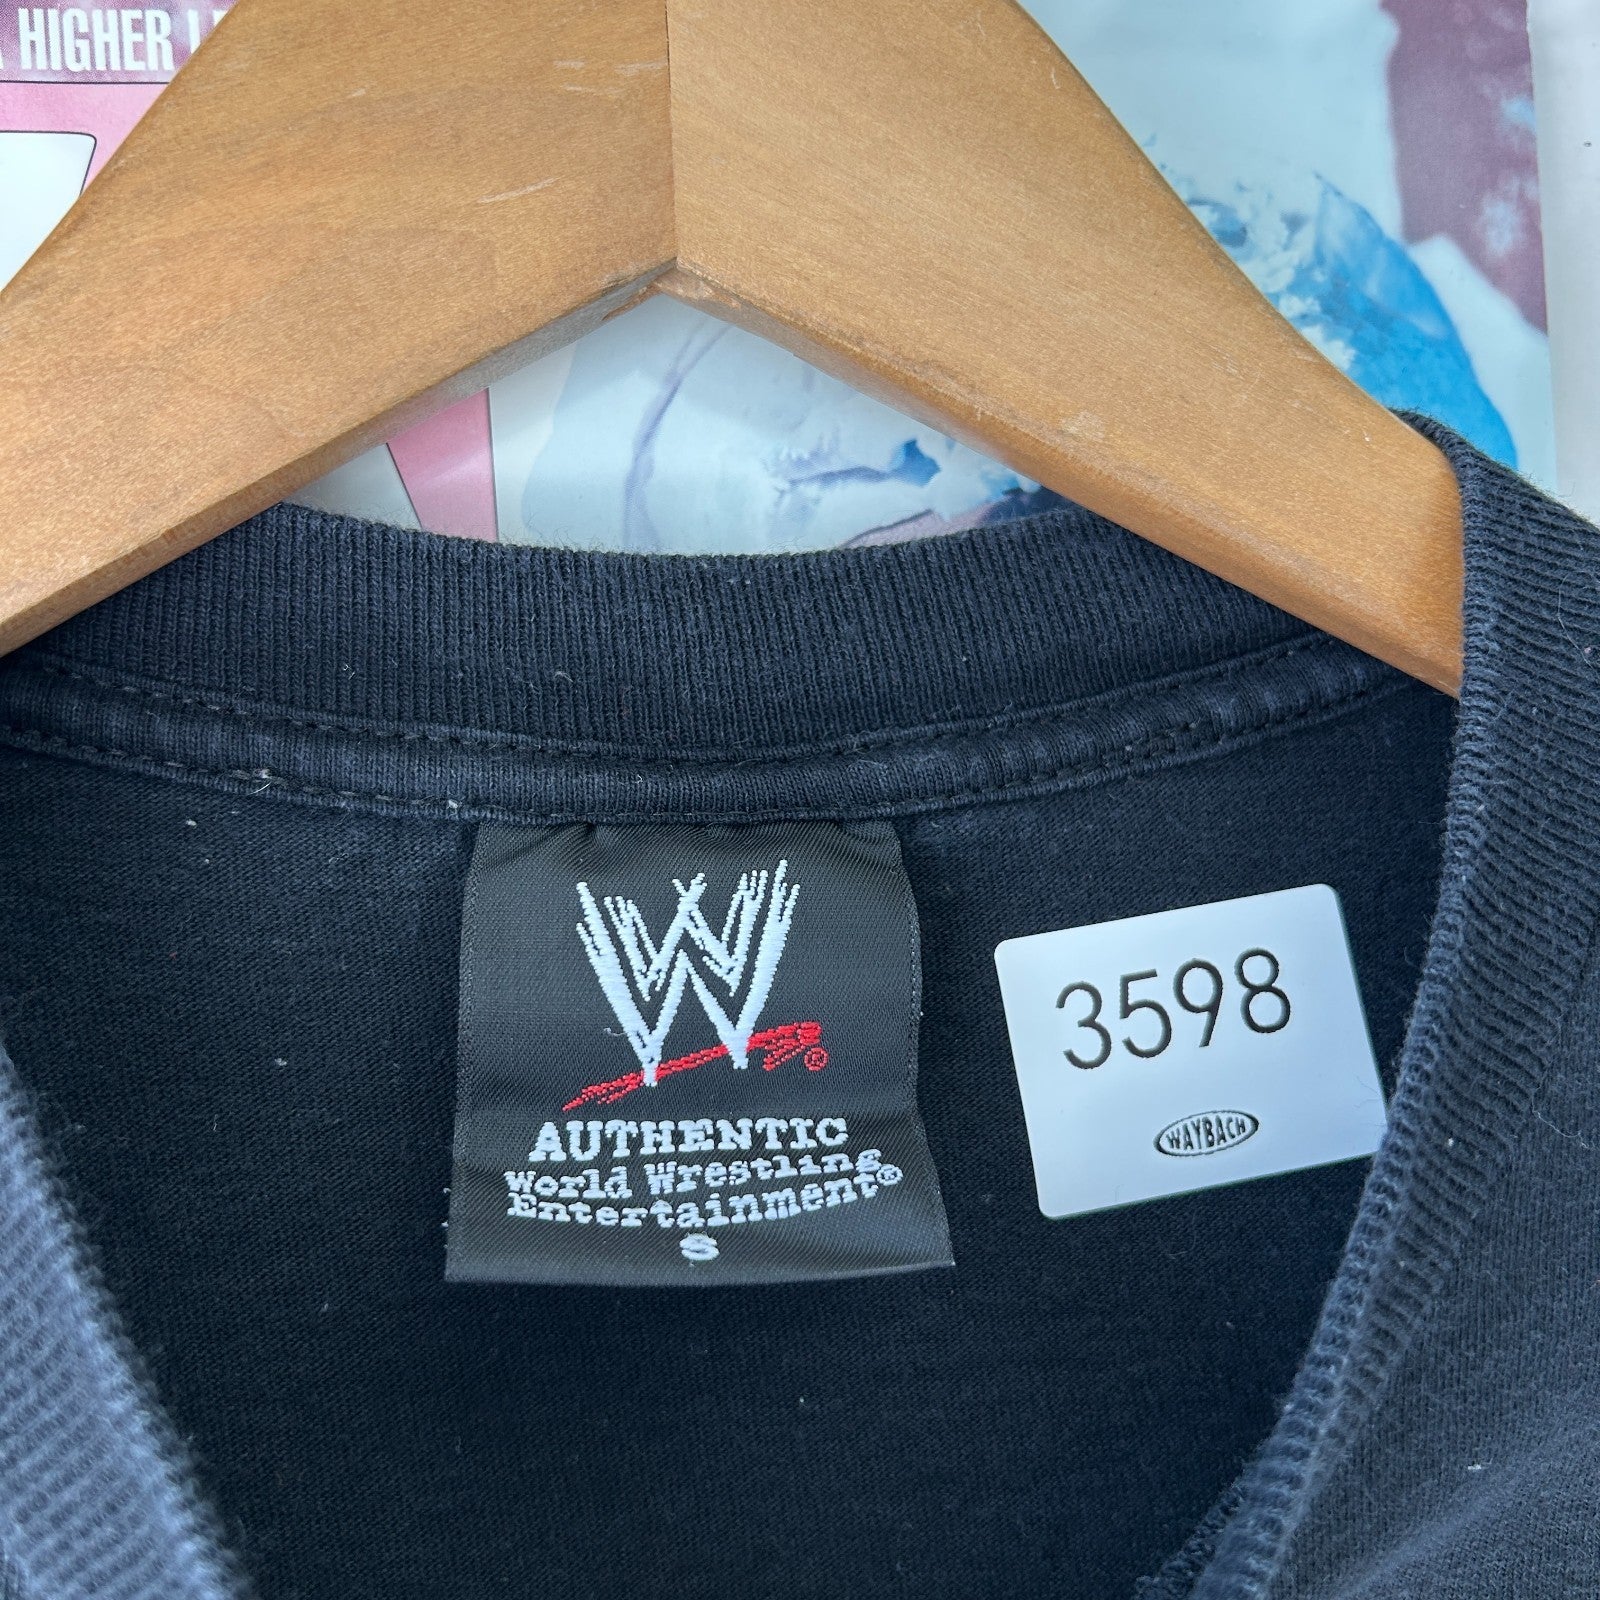 HIGHER
W
®
AUTHENTIC
World Wrestling
Entertainment®
S
3598
WAYBACH